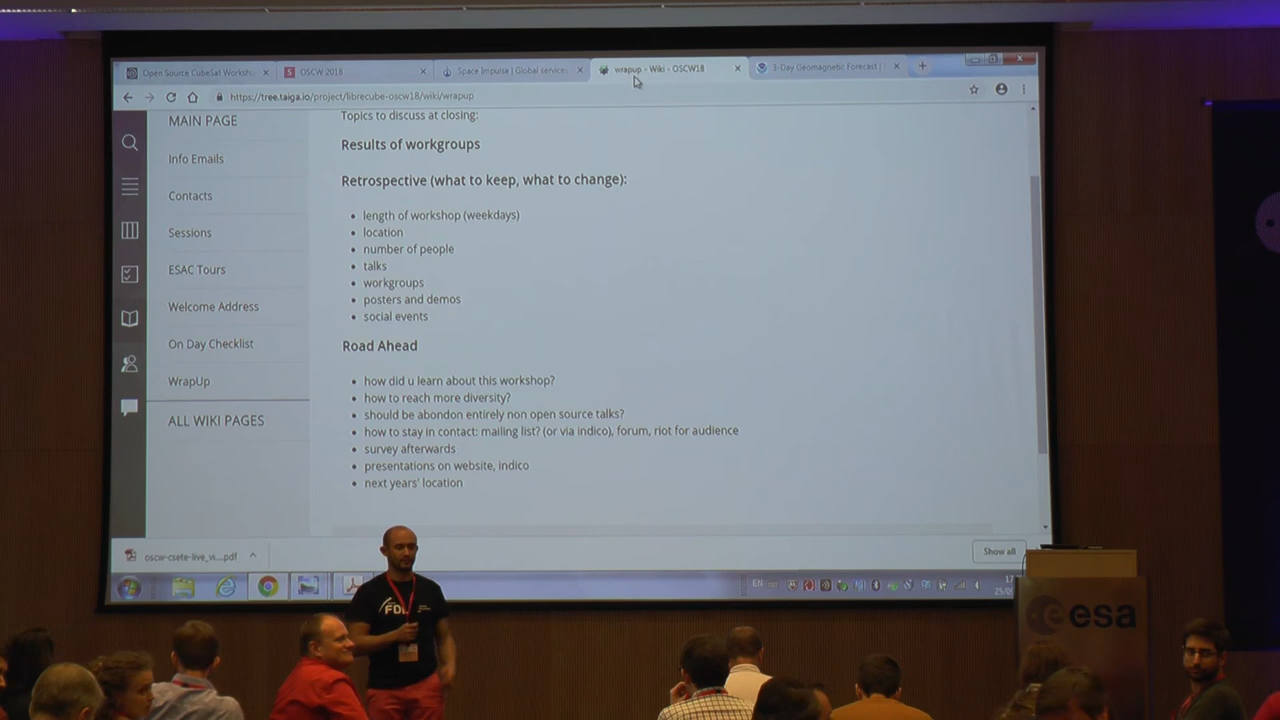 Open Source CubeSat Worksh
OSCW 2018
Space Impulse | Global service
wrapup - Wiki - OSCW18
3-Day Geomagnetic Forecast |
https://tree.taiga.io/project/librecube-oscw18/wiki/wrapup
MAIN PAGE
Info Emails
Contacts
Sessions
ESAC Tours
Welcome Address
On Day Checklist
WrapUp
ALL WIKI PAGES
Topics to discuss at closing:
Results of workgroups
Retrospective (what to keep, what to change):
• length of workshop (weekdays)
• location
• number of people
• talks
• workgroups
• posters and demos
• social events
Road Ahead
• how did u learn about this workshop?
• how to reach more diversity?
• should be abondon entirely non open source talks?
• how to stay in contact: mailing list? (or via indico), forum, riot for audience
• survey afterwards
• presentations on website, indico
• next years' location
Show all
EN
esa